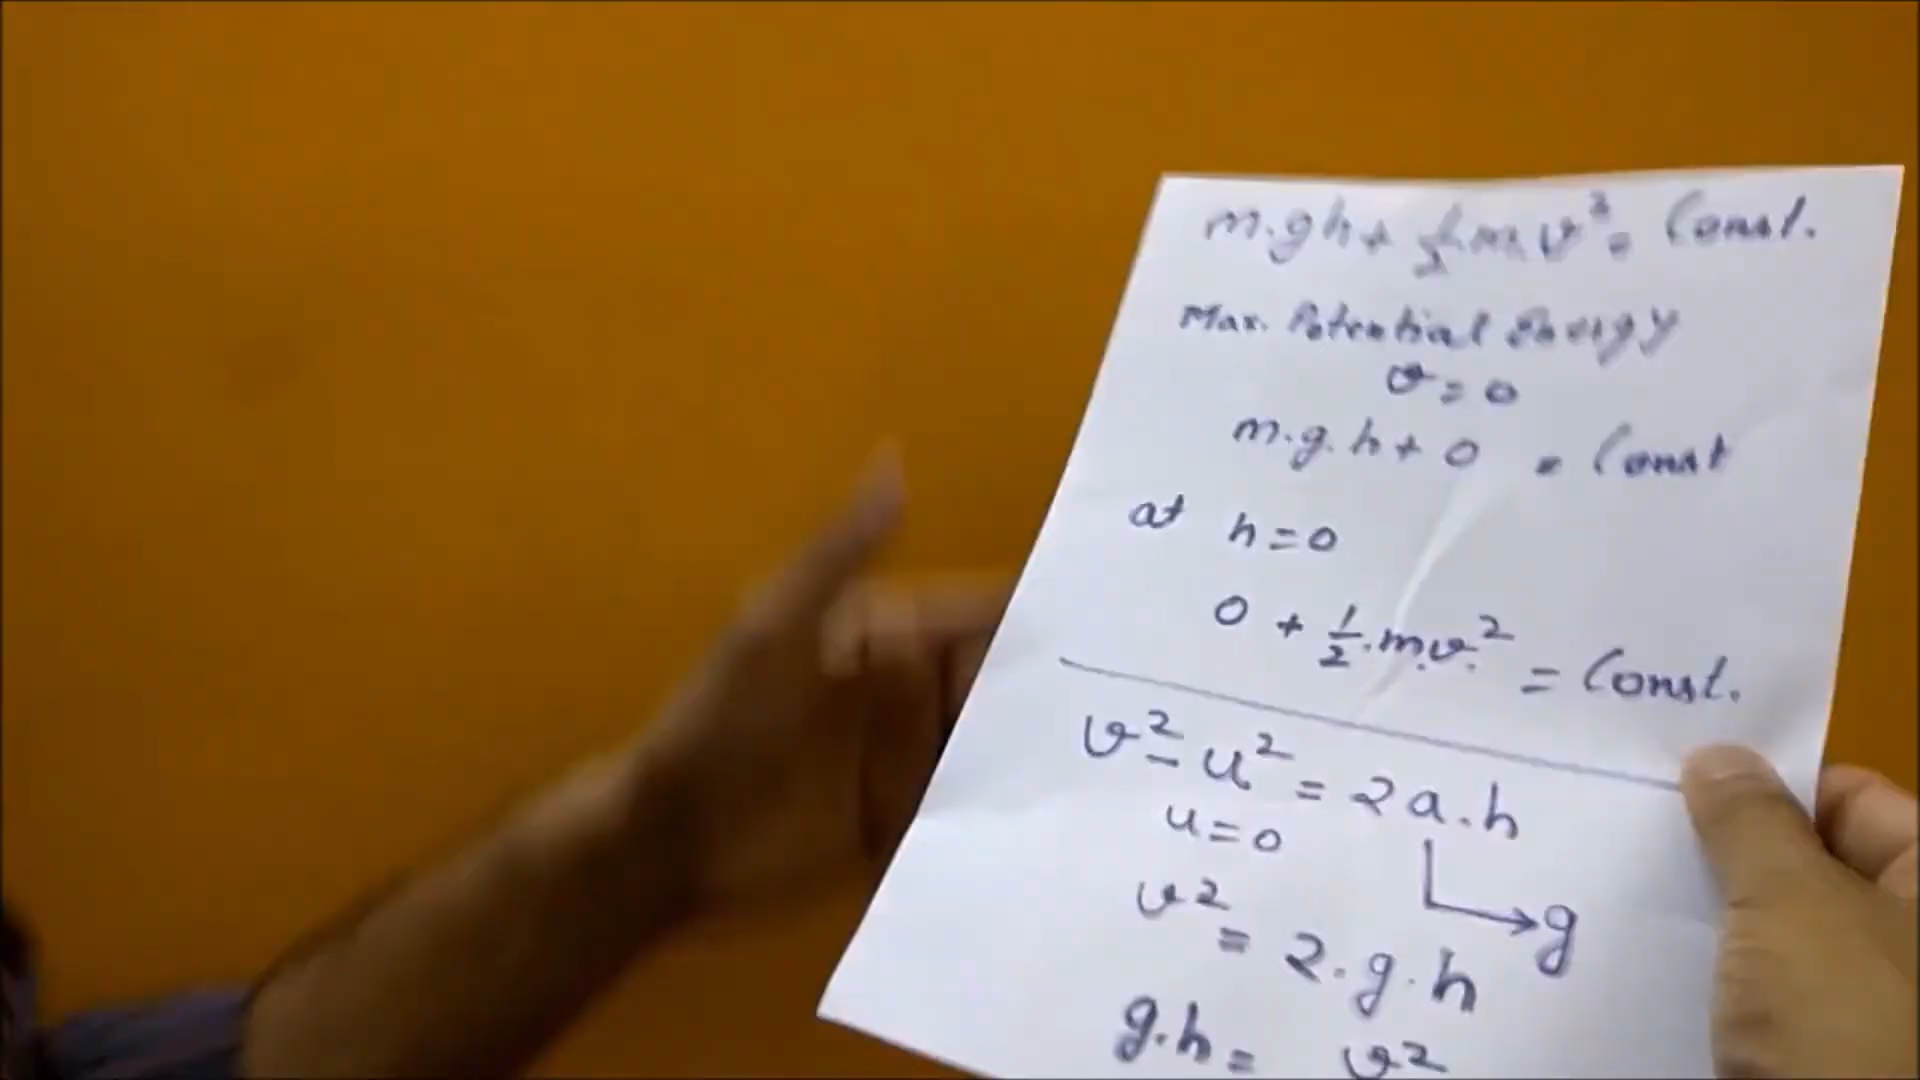 m.gh + 1/2 m v² = Const.
Max. Potential Energy
v = 0
m.g.h + 0 = Const
at h = 0
0 + 1/2 .m.v.² = Const.
v² - u² = 2a.h
u = 0
→ g
v² = 2.g.h
g.h = v²